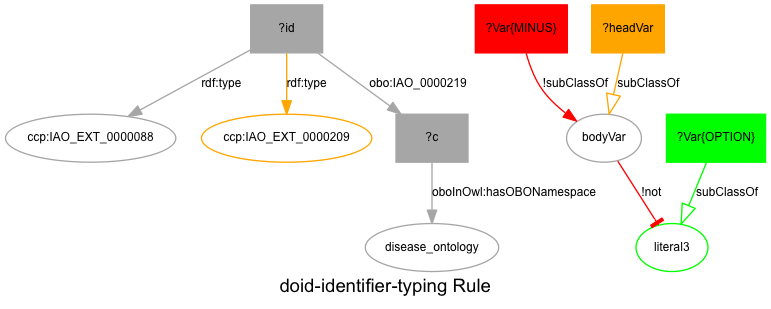 ?id
?Var{MINUS}
?headVar
rdf:type
rdf:type
obo:IAO_0000219
!subClassOf
subClassOf
ccp:IAO_EXT_0000088
ccp:IAO_EXT_0000209
?c
bodyVar
?Var{OPTION}
oboInOwl:hasOBONamespace
!not
subClassOf
disease_ontology
literal3
doid-identifier-typing Rule